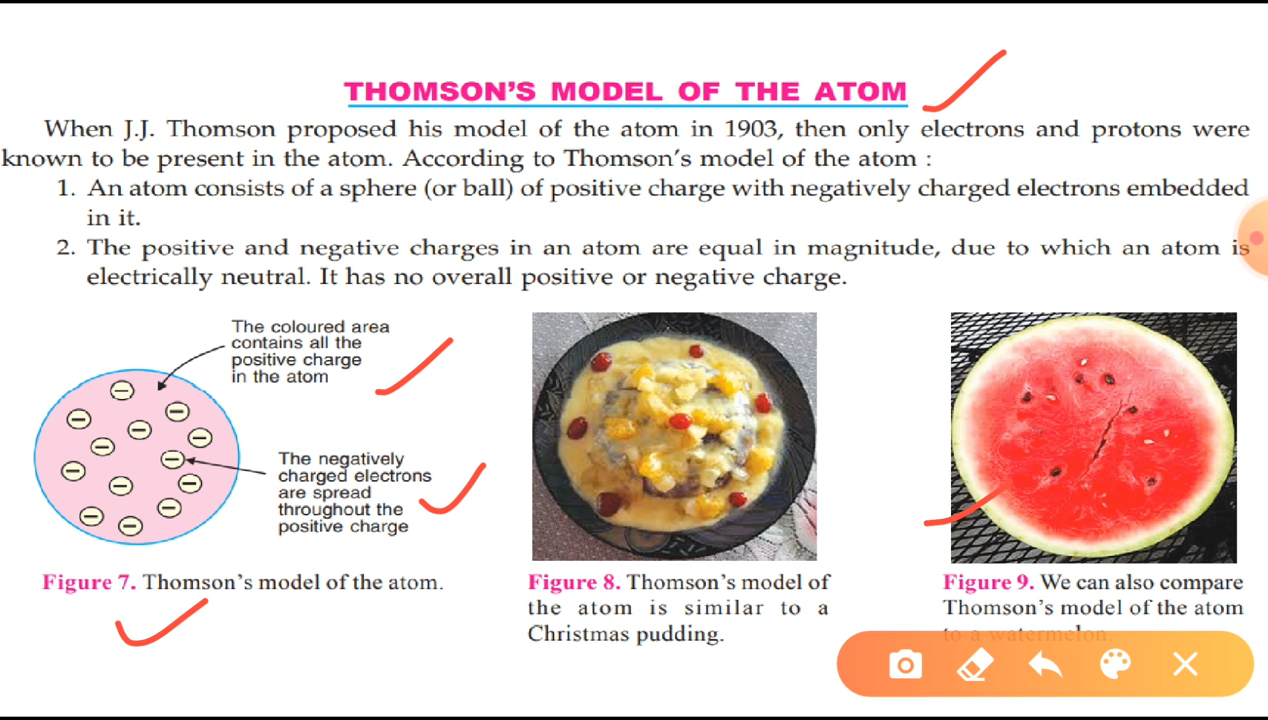 THOMSON'S MODEL OF THE ATOM
When J.J. Thomson proposed his model of the atom in 1903, then only electrons and protons were
known to be present in the atom. According to Thomson's model of the atom :
1. An atom consists of a sphere (or ball) of positive charge with negatively charged electrons embedded
in it.
2. The positive and negative charges in an atom are equal in magnitude, due to which an atom is
electrically neutral. It has no overall positive or negative charge.
The coloured area
contains all the
positive charge
in the atom
The negatively
charged electrons
are spread
throughout the
positive charge
Figure 7. Thomson's model of the atom.
Figure 8. Thomson's model of
the atom is similar to a
Christmas pudding.
Figure 9. We can also compare
Thomson's model of the atom
to a watermelon.